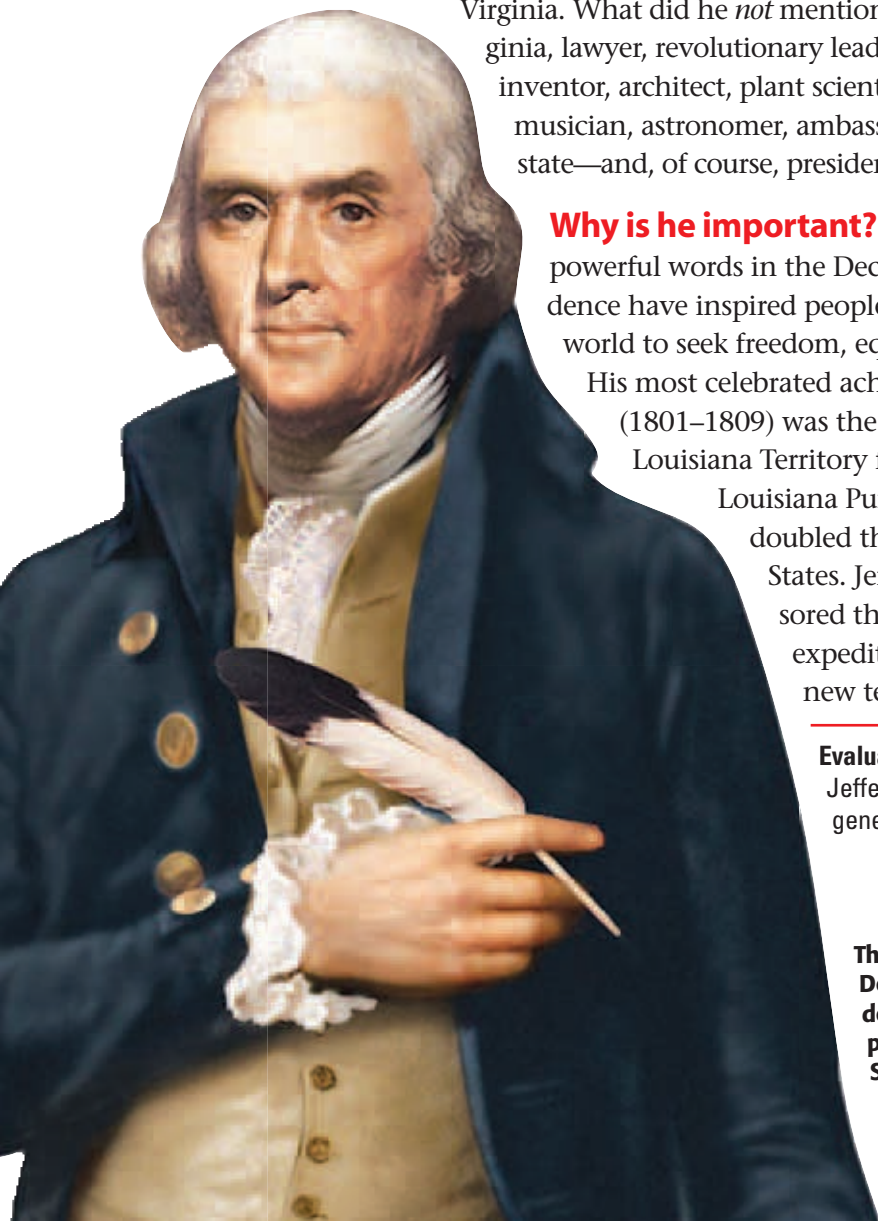 Virginia. What did he not mention
ginia, lawyer, revolutionary lead
inventor, architect, plant scient
musician, astronomer, ambass
state—and, of course, presiden
Why is he important?
powerful words in the Dec
dence have inspired people
world to seek freedom, eq
His most celebrated ach
(1801–1809) was the
Louisiana Territory f
Louisiana Pu
doubled th
States. Je
sored th
expedit
new te
Evalua
Jeffe
gene
Th
De
de
p
S